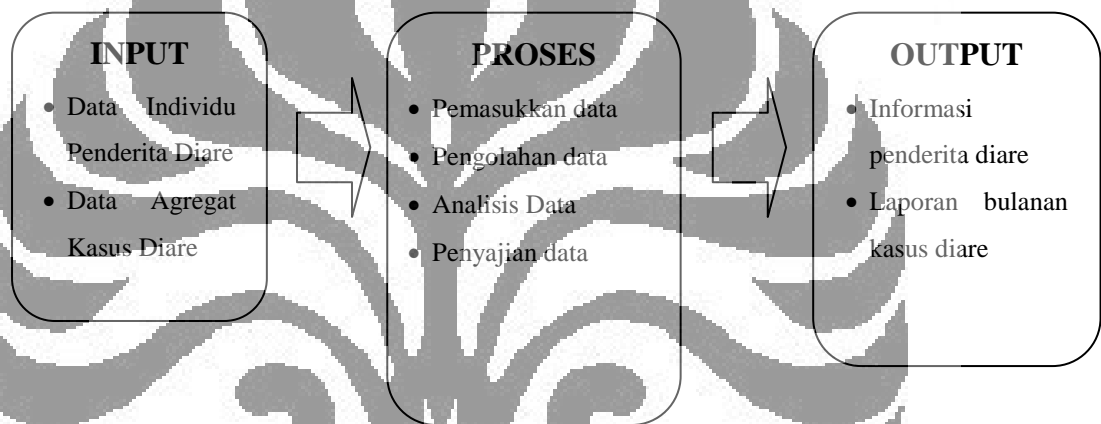 INPUT
• Data Individu
Penderita Diare
• Data Agregat
Kasus Diare
PROSES
• Pemasukkan data
• Pengolahan data
• Analisis Data
• Penyajian data
OUTPUT
• Informasi
penderita diare
• Laporan bulanan
kasus diare